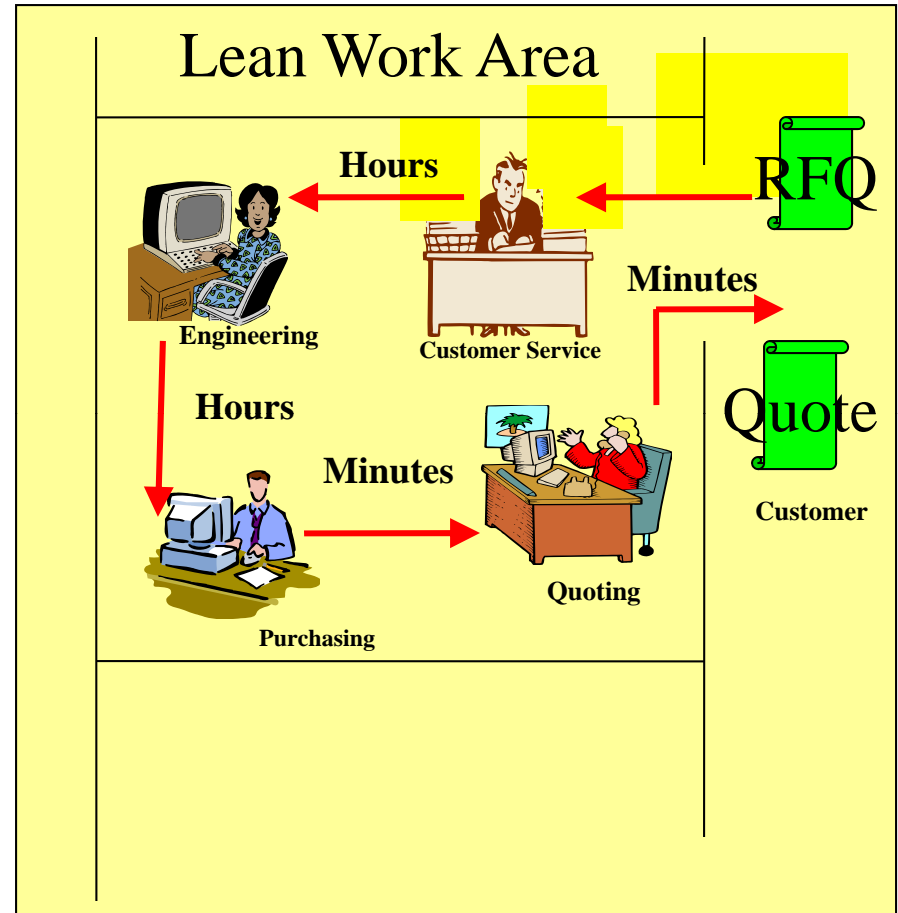 Lean Work Area
Hours
RFQ
Minutes
Engineering
Customer Service
Hours
Quote
Minutes
Customer
Quoting
Purchasing